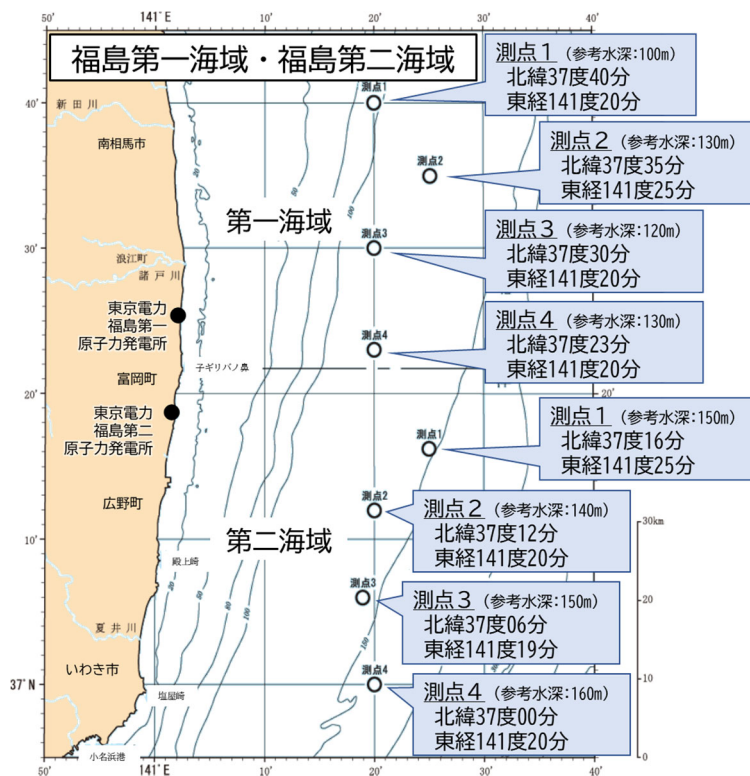 50′
141°E
10′
20′
30′
40′
福島第一海域・福島第二海域
測点1 (参考水深:100m)
北緯37度40分
東経141度20分
測点1
40′
新田川
南相馬市
測点2
測点2 (参考水深:130m)
北緯37度35分
東経141度25分
20
50
100
第一海域
測点3
測点3 (参考水深:120m)
北緯37度30分
東経141度20分
30′
浪江町
諸戸川
東京電力
福島第一
原子力発電所
測点4
測点4 (参考水深:130m)
北緯37度23分
東経141度20分
子ギリバノ鼻
富岡町
20′
20′
東京電力
福島第二
原子力発電所
測点1
測点1 (参考水深:150m)
北緯37度16分
東経141度25分
広野町
測点2
測点2 (参考水深:140m)
北緯37度12分
東経141度20分
30km
10′
第二海域
殿上崎
20
50
80
100
測点3
測点3 (参考水深:150m)
北緯37度06分
東経141度19分
20
夏井川
150
いわき市
測点4
測点4 (参考水深:160m)
北緯37度00分
東経141度20分
10
37°N
塩屋崎
小名浜港
0
50′
141°E
10′
20′
30′
40′